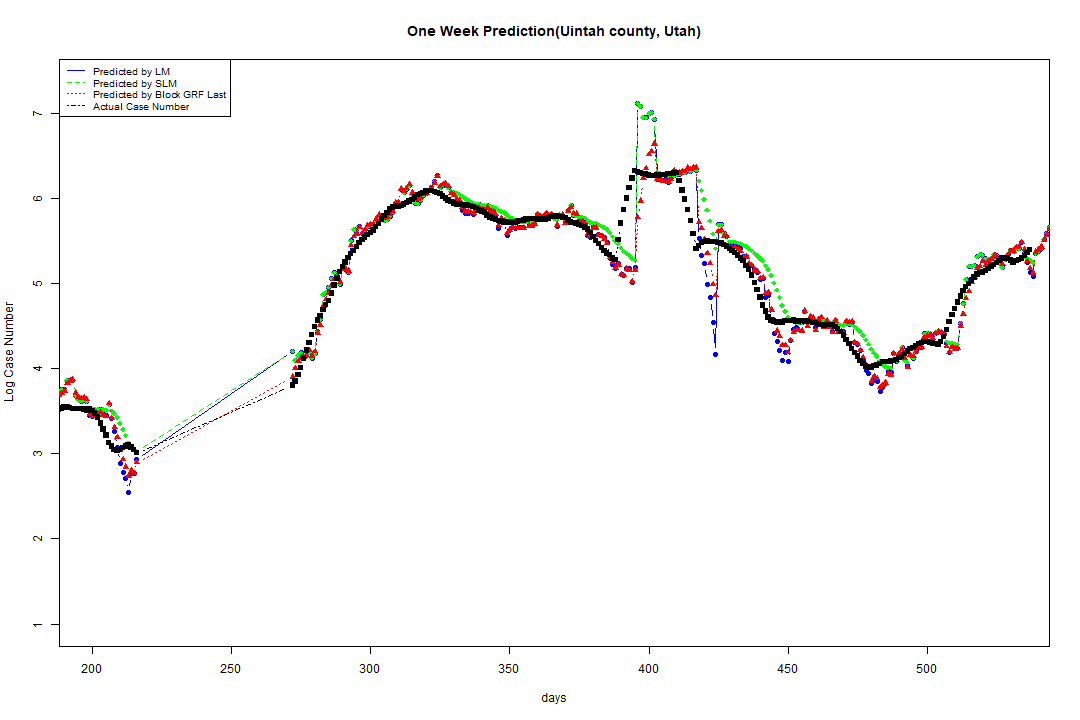 One Week Prediction(Uintah county, Utah)
Predicted by LM
Predicted by SLM
Predicted by Block GRF Last
Actual Case Number
Log Case Number
7
6
5
4
3
2
1
200 250 300 350 400 450 500
days